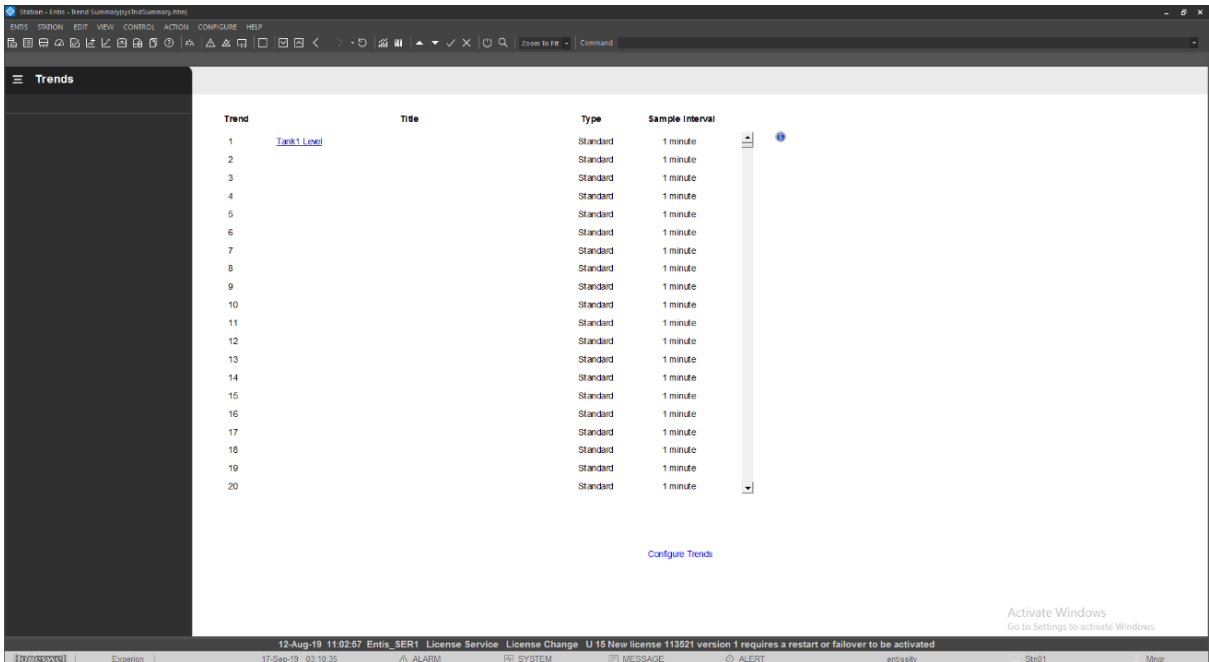 Station - Entis - Trend Summary(sysTrndSummary.htm)
ENTIS STATION EDIT VIEW CONTROL ACTION CONFIGURE HELP
Zoom To Fit Command
Trends
Trend Title Type Sample Interval
1 Tank1 Level Standard 1 minute
2 Standard 1 minute
3 Standard 1 minute
4 Standard 1 minute
5 Standard 1 minute
6 Standard 1 minute
7 Standard 1 minute
8 Standard 1 minute
9 Standard 1 minute
10 Standard 1 minute
11 Standard 1 minute
12 Standard 1 minute
13 Standard 1 minute
14 Standard 1 minute
15 Standard 1 minute
16 Standard 1 minute
17 Standard 1 minute
18 Standard 1 minute
19 Standard 1 minute
20 Standard 1 minute
Configure Trends
Activate Windows
Go to Settings to activate Windows.
12-Aug-19 11:02:57 Entis_SER1 License Service License Change U 15 New license 113521 version 1 requires a restart or failover to be activated
Experion 17-Sep-19 03:10:35 ALARM SYSTEM MESSAGE ALERT Stn01 Mngr